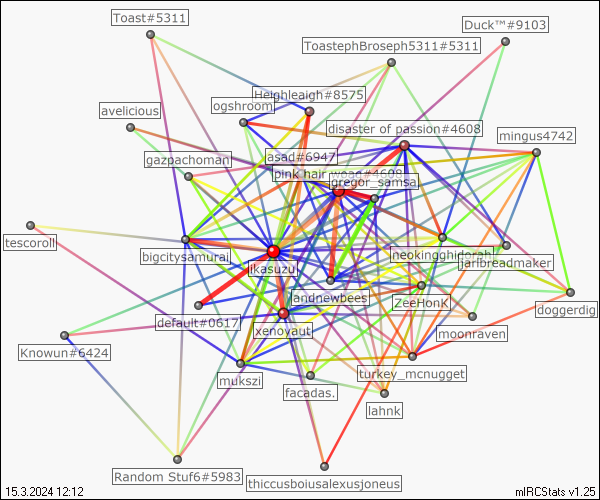 Toast#5311
Duck™#9103
ToastephBroseph5311#5311
Heighleaigh#8575
ogshroom
avelicious
disaster of passion#4608
mingus4742
asad#6947
gazpachoman
pink hair woad#4608
gregor_samsa
tescoroll
bigcitysamurai
neokingghidorah
jarlbreadmaker
ikasuzu
landnewbees
ZeeHonK
doggerdig
default#0617
xenoyaut
moonraven
Knowun#6424
turkey_mcnugget
mukszi
facadas.
lahnk
Random Stuf6#5983
thiccusboiusalexusjoneus
15.3.2024 12:12
mIRCStats v1.25